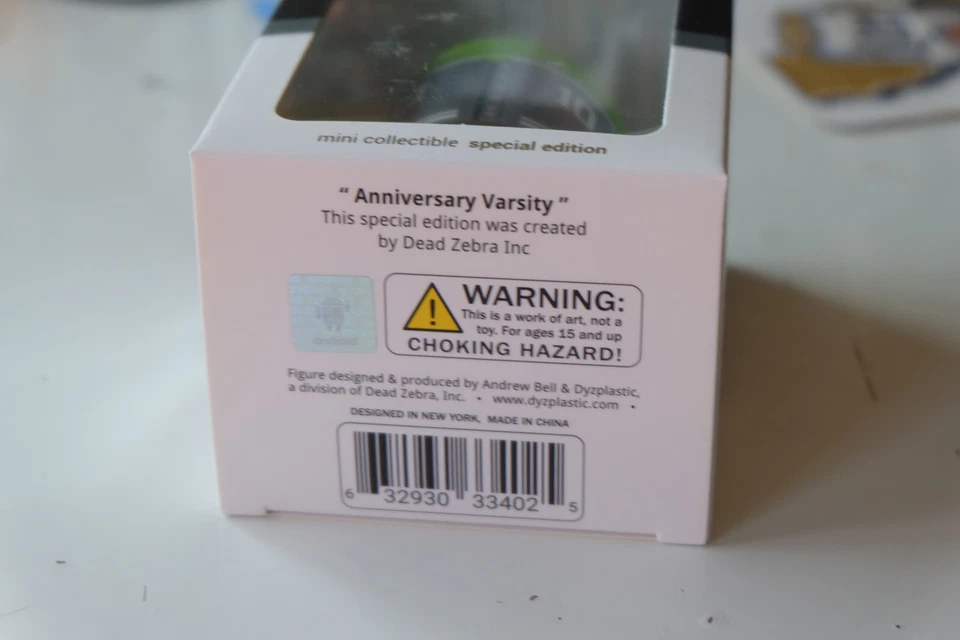 mini collectible special edition
“ Anniversary Varsity ”
This special edition was created
by Dead Zebra Inc
android
WARNING:
This is a work of art, not a
toy. For ages 15 and up
CHOKING HAZARD!
Figure designed & produced by Andrew Bell & Dyzplastic,
a division of Dead Zebra, Inc. • www.dyzplastic.com •
DESIGNED IN NEW YORK, MADE IN CHINA
6 32930 33402 5